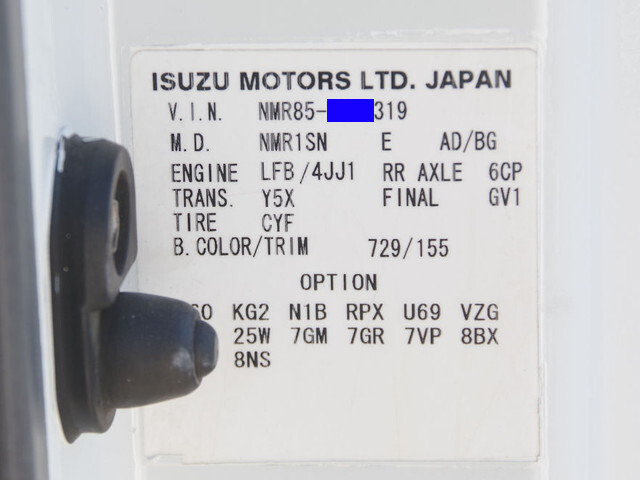 ISUZU MOTORS LTD. JAPAN
V.I.N. NMR85- 319
M.D. NMR1SN E AD/BG
ENGINE LFB/4JJ1 RR AXLE 6CP
TRANS. Y5X FINAL GV1
TIRE CYF
B.COLOR/TRIM 729/155
OPTION
KG2 N1B RPX U69 VZG
25W 7GM 7GR 7VP 8BX
8NS